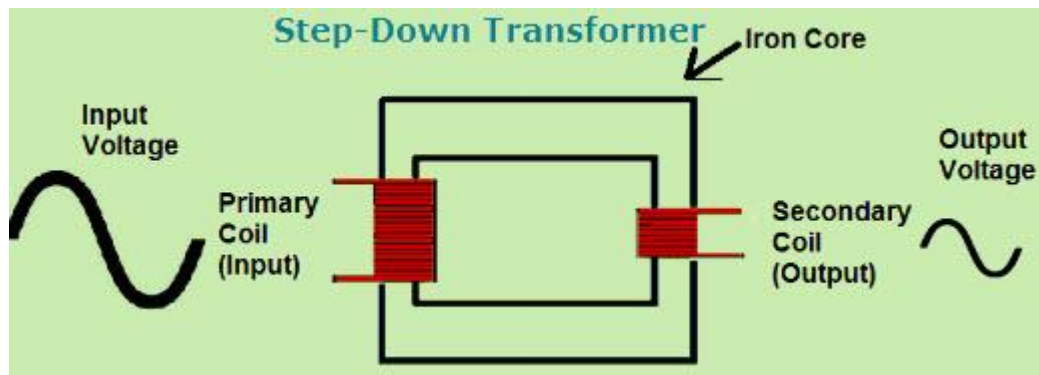 Step-Down Transformer
Iron Core
Input
Voltage
Primary
Coil
(Input)
Secondary
Coil
(Output)
Output
Voltage